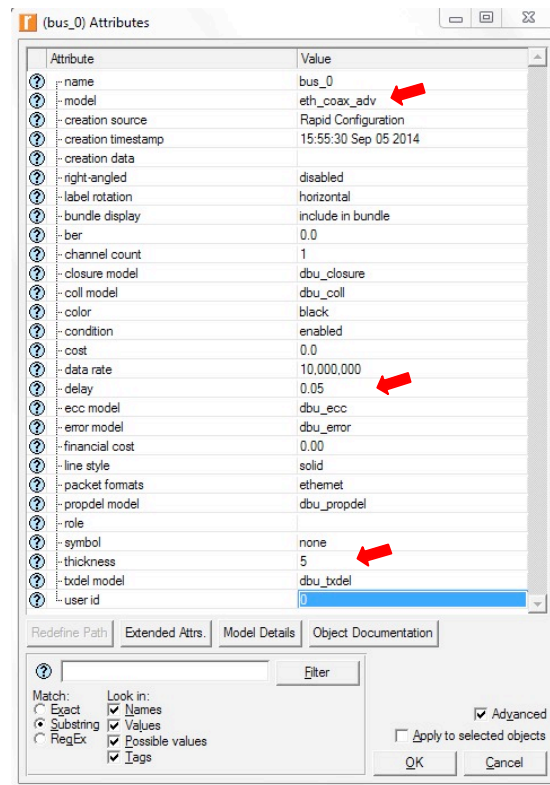 (bus_0) Attributes
Attribute Value
name bus_0
model eth_coax_adv
creation source Rapid Configuration
creation timestamp 15:55:30 Sep 05 2014
creation data
right-angled disabled
label rotation horizontal
bundle display include in bundle
ber 0.0
channel count 1
closure model dbu_closure
coll model dbu_coll
color black
condition enabled
cost 0.0
data rate 10,000,000
delay 0.05
ecc model dbu_ecc
error model dbu_error
financial cost 0.00
line style solid
packet formats ethernet
propdel model dbu_propdel
role
symbol none
thickness 5
txdel model dbu_txdel
user id 0
Redefine Path Extended Attrs. Model Details Object Documentation
Filter
Match: Look in:
Exact Names
Substring Values
RegEx Possible values
Tags
Advanced
Apply to selected objects
OK Cancel